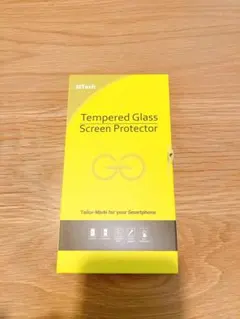 Tempered Glass
Screen Protector
Tailor-Made for your Smartphone